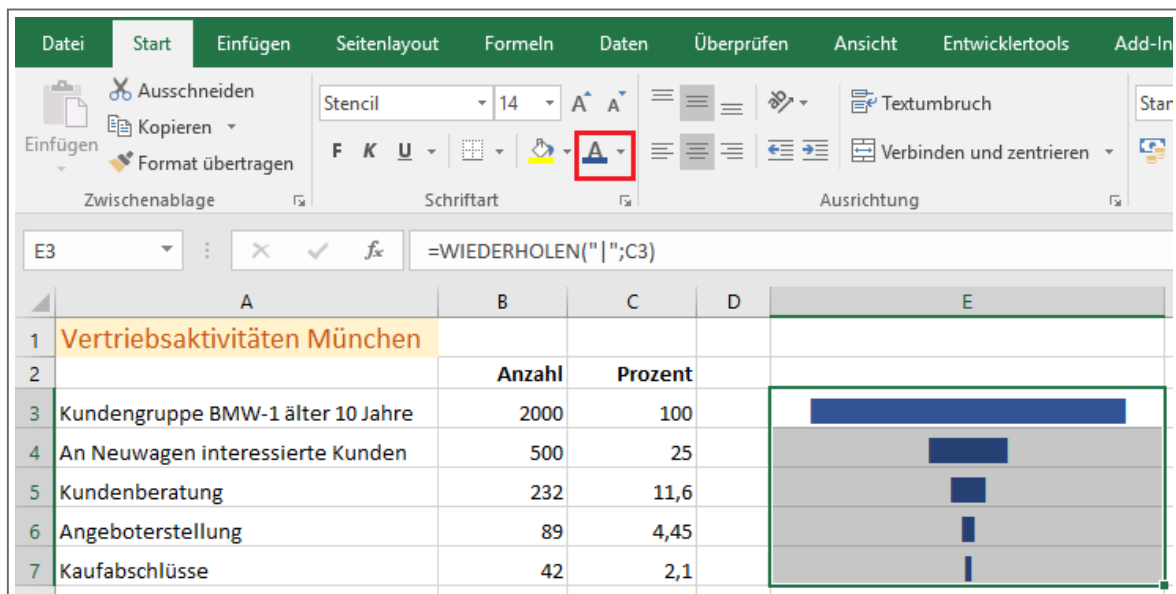 Datei Start Einfügen Seitenlayout Formeln Daten Überprüfen Ansicht Entwicklertools Add-In
Ausschneiden
Kopieren
Format übertragen
Einfügen
Zwischenablage
Stencil 14 A A
F K U A
Schriftart
Textumbruch
Verbinden und zentrieren
Ausrichtung
Stan
E3 fx =WIEDERHOLEN("|";C3)
A B C D E
1 Vertriebsaktivitäten München
2 Anzahl Prozent
3 Kundengruppe BMW-1 älter 10 Jahre 2000 100
4 An Neuwagen interessierte Kunden 500 25
5 Kundenberatung 232 11,6
6 Angeboterstellung 89 4,45
7 Kaufabschlüsse 42 2,1